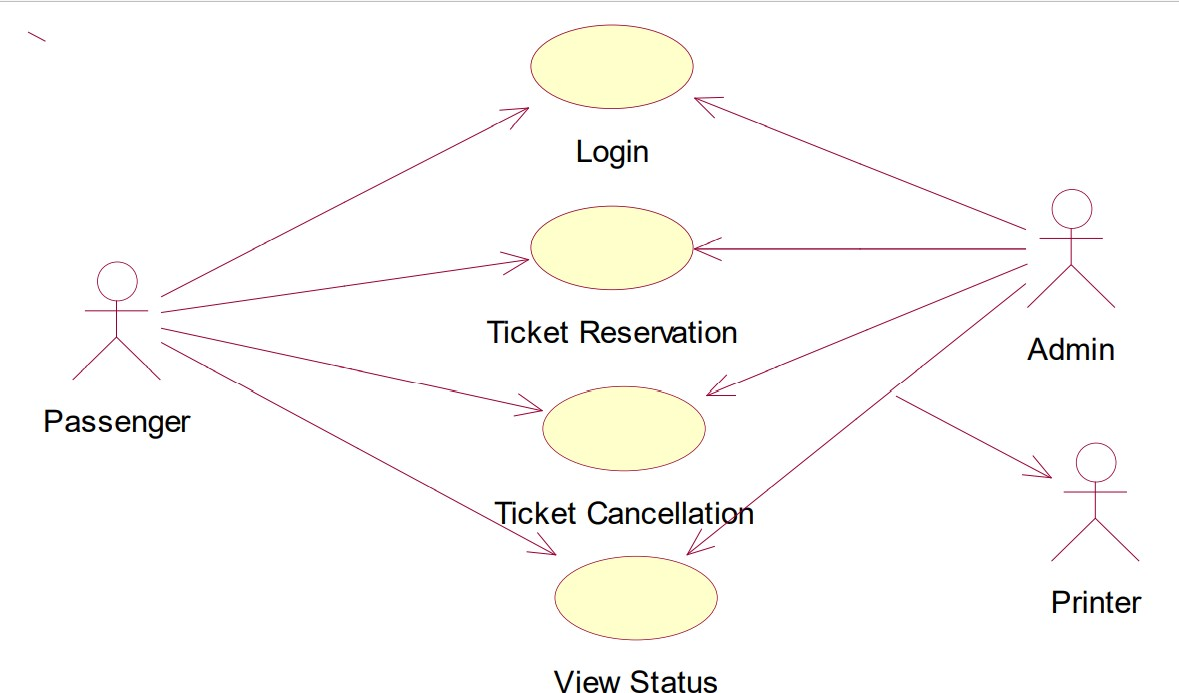 Login
Ticket Reservation
Admin
Passenger
Ticket Cancellation
Printer
View Status